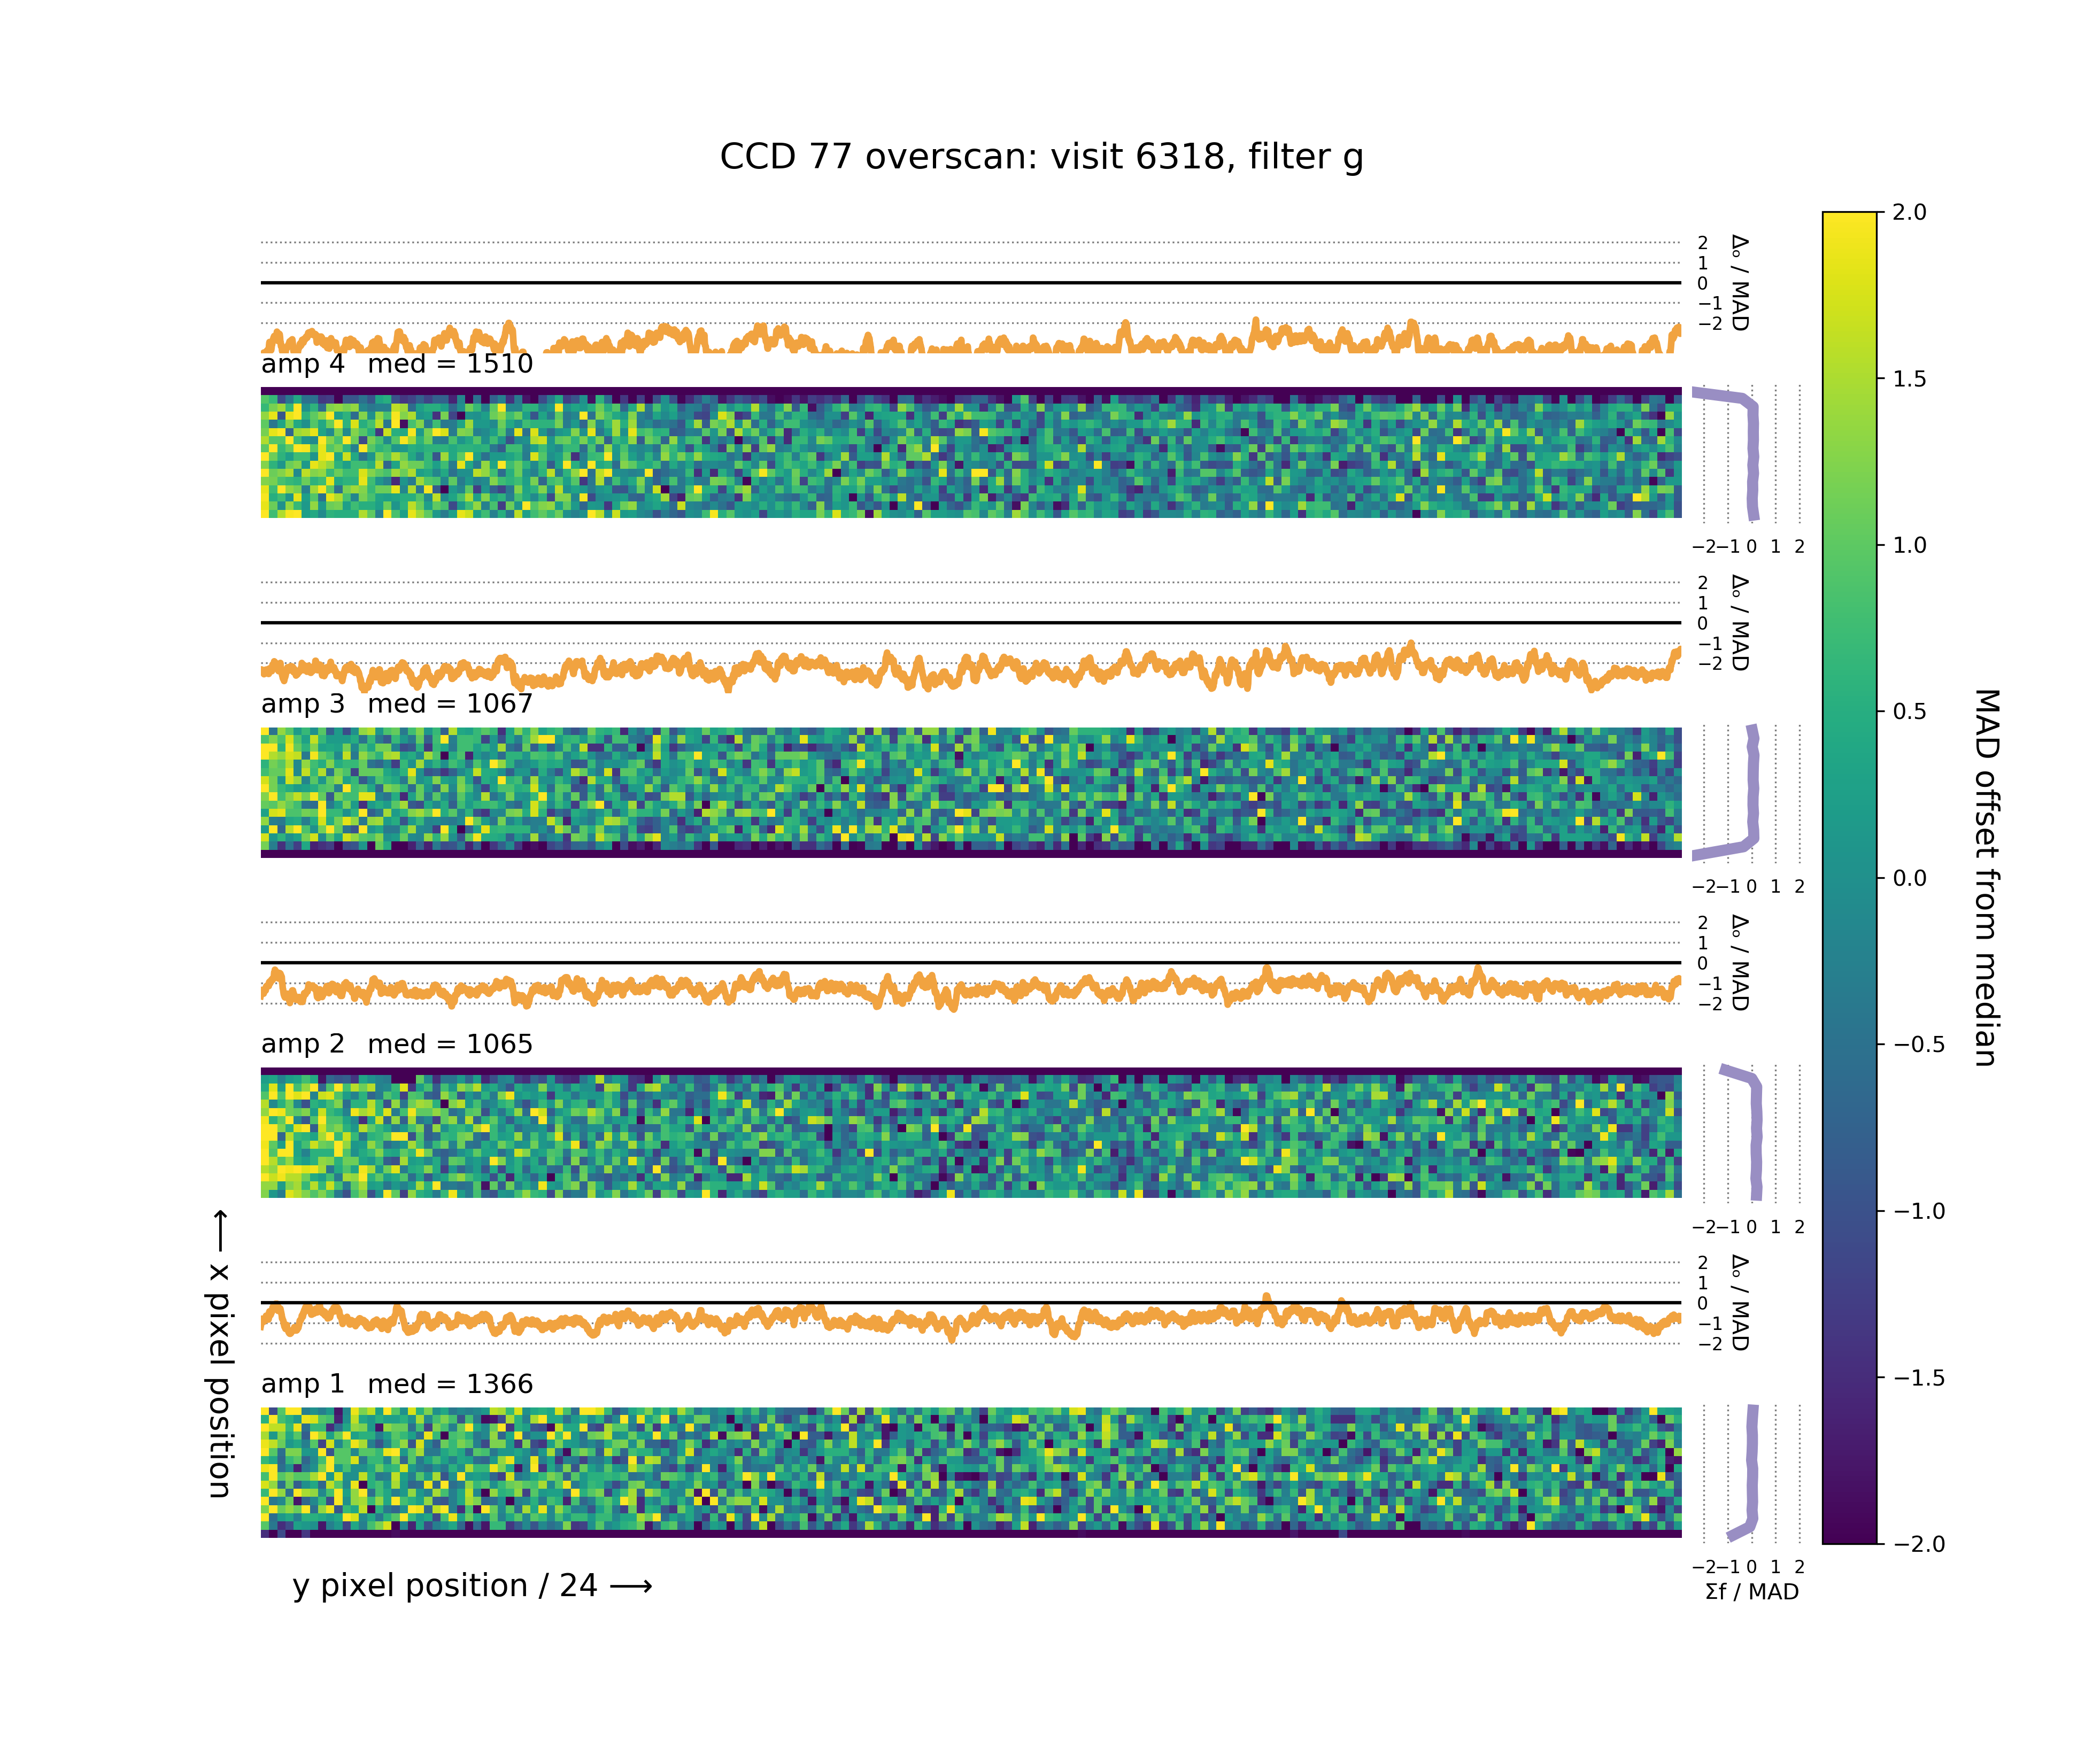 CCD 77 overscan: visit 6318, filter g
2
1
0
−1
−2
Δₒ / MAD
amp 4 med = 1510
−2 −1 0 1 2
2
1
0
−1
−2
Δₒ / MAD
amp 3 med = 1067
−2 −1 0 1 2
2
1
0
−1
−2
Δₒ / MAD
amp 2 med = 1065
−2 −1 0 1 2
2
1
0
−1
−2
Δₒ / MAD
amp 1 med = 1366
−2 −1 0 1 2
Σf / MAD
y pixel position / 24 ⟶
⟵ x pixel position
2.0
1.5
1.0
0.5
0.0
−0.5
−1.0
−1.5
−2.0
MAD offset from median